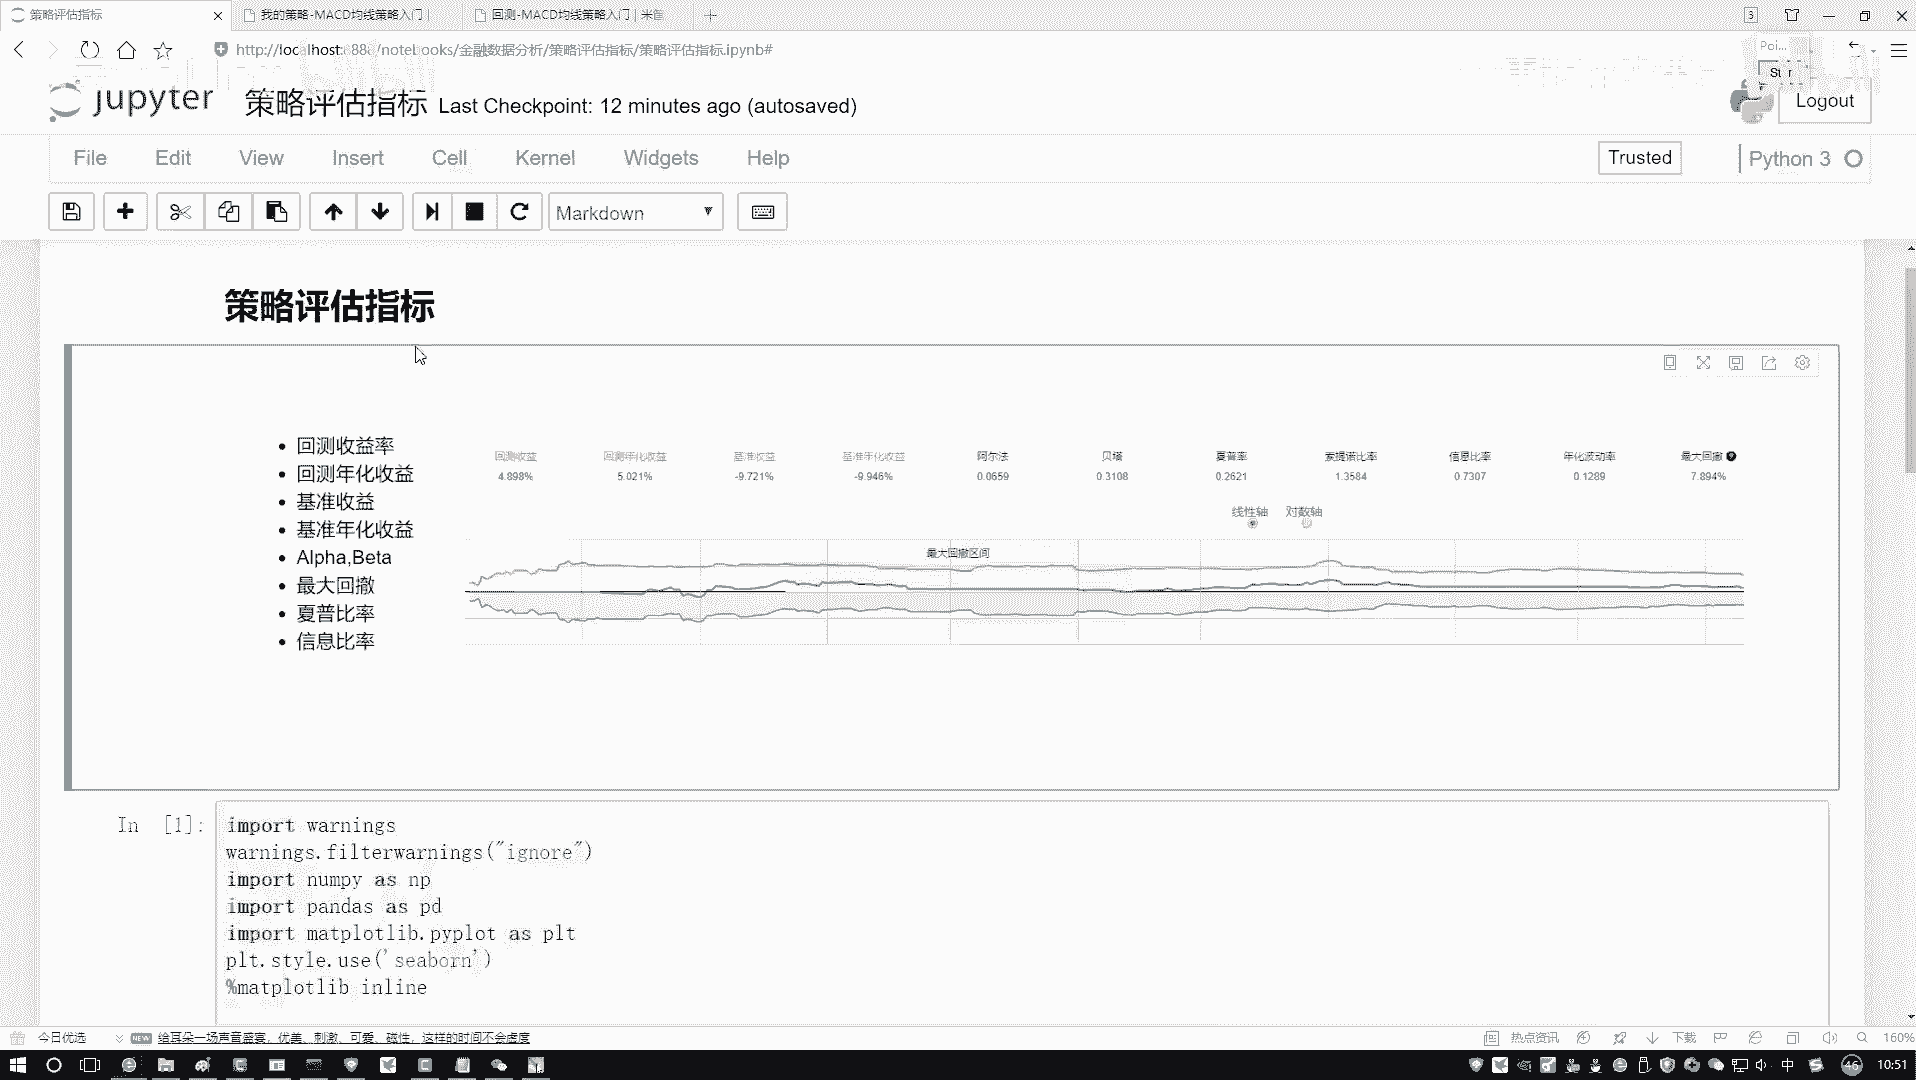 策略评估指标
我的策略-MACD均线策略入门 |
回测-MACD均线策略入门 | 米筐
3
http://localhost:888/notebooks/金融数据分析/策略评估指标/策略评估指标.ipynb#
Poi...
jupyter 策略评估指标 Last Checkpoint: 12 minutes ago (autosaved)
Logout
File Edit View Insert Cell Kernel Widgets Help
Trusted
Python 3
Markdown
策略评估指标
回测收益率
回测年化收益
基准收益
基准年化收益
Alpha,Beta
最大回撤
夏普比率
信息比率
回测收益 回测年化收益 基准收益 基准年化收益 阿尔法 贝塔 夏普率 索提诺比率 信息比率 年化波动率 最大回撤
4.898% 5.021% -9.721% -9.946% 0.0659 0.3108 0.2621 1.3584 0.7307 0.1289 7.894%
线性轴 对数轴
最大回撤区间
In [1]:
import warnings
warnings.filterwarnings("ignore")
import numpy as np
import pandas as pd
import matplotlib.pyplot as plt
plt.style.use('seaborn')
%matplotlib inline
今日优选
NEW
给耳朵一场声音盛宴，优美、刺激、可爱、磁性，这样的时间不会虚度
热点资讯
下载
160%
中
46
10:51